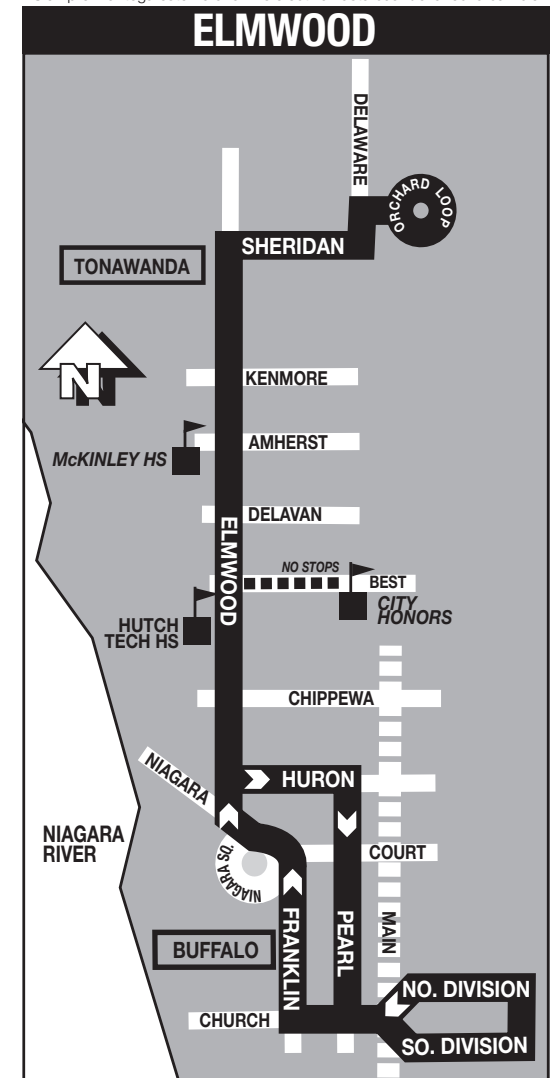 ELMWOOD
DELAWARE
ORCHARD LOOP
SHERIDAN
TONAWANDA
N
KENMORE
AMHERST
McKINLEY HS
DELAVAN
ELMWOOD
NO STOPS
BEST
CITY
HONORS
HUTCH
TECH HS
CHIPPEWA
NIAGARA
HURON
NIAGARA
RIVER
COURT
NIAGARA SQ.
FRANKLIN
PEARL
MAIN
BUFFALO
NO. DIVISION
CHURCH
SO. DIVISION